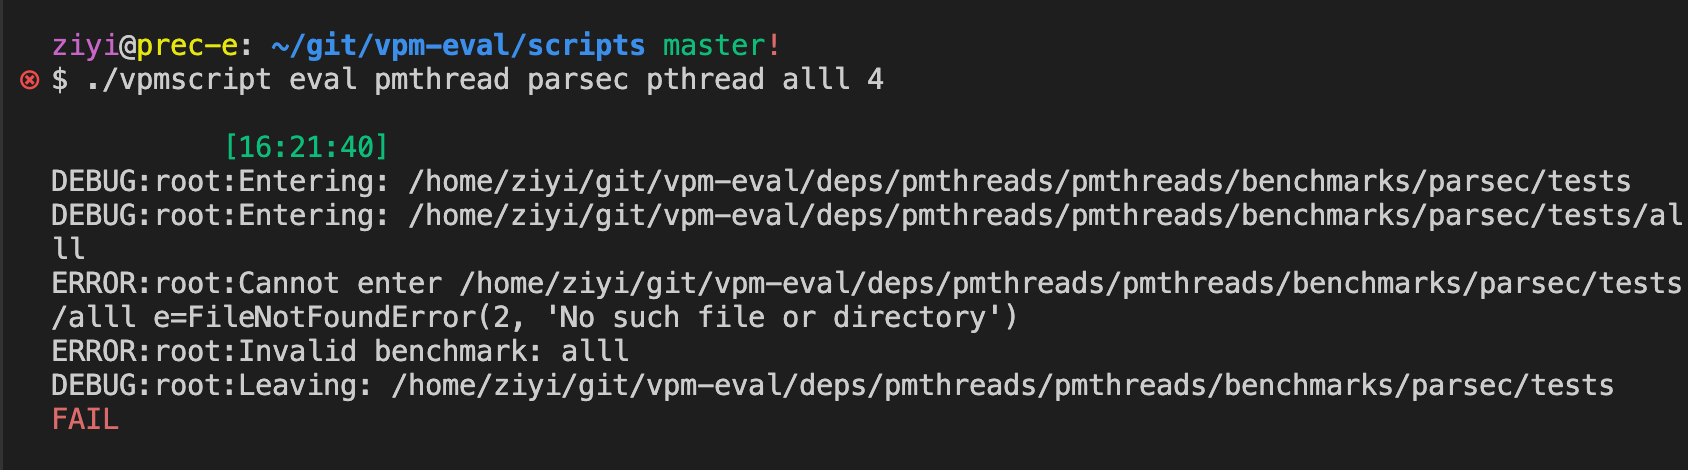 ziyi@prec-e: ~/git/vpm-eval/scripts master!
$ ./vpmscript eval pmthread parsec pthread alll 4
[16:21:40]
DEBUG:root:Entering: /home/ziyi/git/vpm-eval/deps/pmthreads/pmthreads/benchmarks/parsec/tests
DEBUG:root:Entering: /home/ziyi/git/vpm-eval/deps/pmthreads/pmthreads/benchmarks/parsec/tests/al
ll
ERROR:root:Cannot enter /home/ziyi/git/vpm-eval/deps/pmthreads/pmthreads/benchmarks/parsec/tests
/alll e=FileNotFoundError(2, 'No such file or directory')
ERROR:root:Invalid benchmark: alll
DEBUG:root:Leaving: /home/ziyi/git/vpm-eval/deps/pmthreads/pmthreads/benchmarks/parsec/tests
FAIL